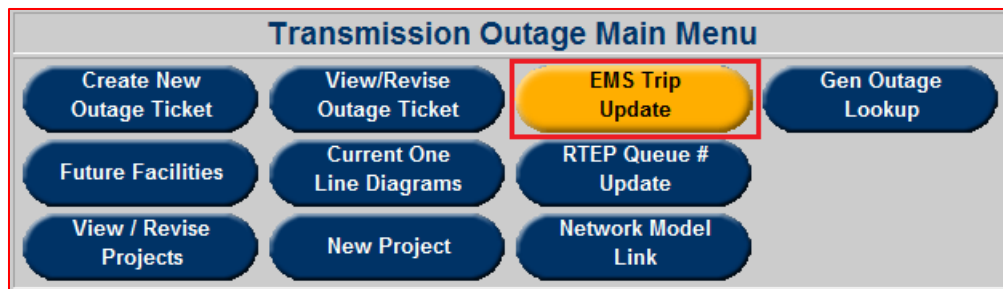 Transmission Outage Main Menu
Create New
Outage Ticket
View/Revise
Outage Ticket
EMS Trip
Update
Gen Outage
Lookup
Future Facilities
Current One
Line Diagrams
RTEP Queue #
Update
View / Revise
Projects
New Project
Network Model
Link